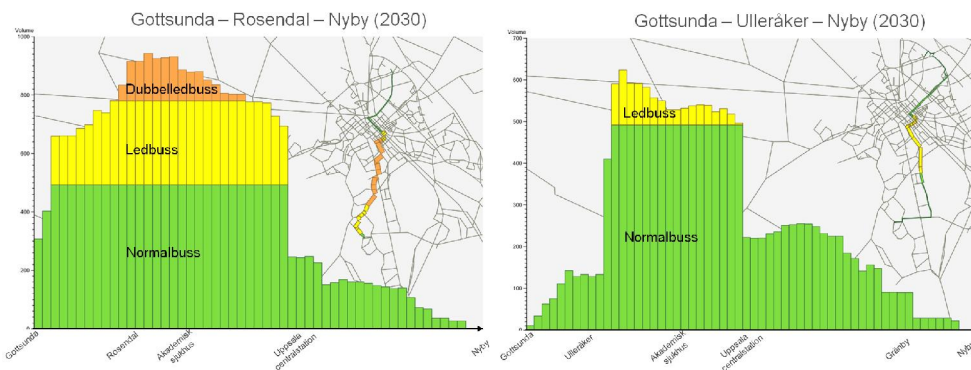 Gottsunda – Rosendal – Nyby (2030)
Volume
1000
800
600
400
200
0
Dubbelledbuss
Ledbuss
Normalbuss
Gottsunda
Rosendal
Akademisk
sjukhus
Uppsala
centralstation
Nyby
Gottsunda – Ulleråker – Nyby (2030)
Volume
700
600
500
400
300
200
100
0
Ledbuss
Normalbuss
Gottsunda
Ulleråker
Akademisk
sjukhus
Uppsala
centralstation
Gränby
Nyby